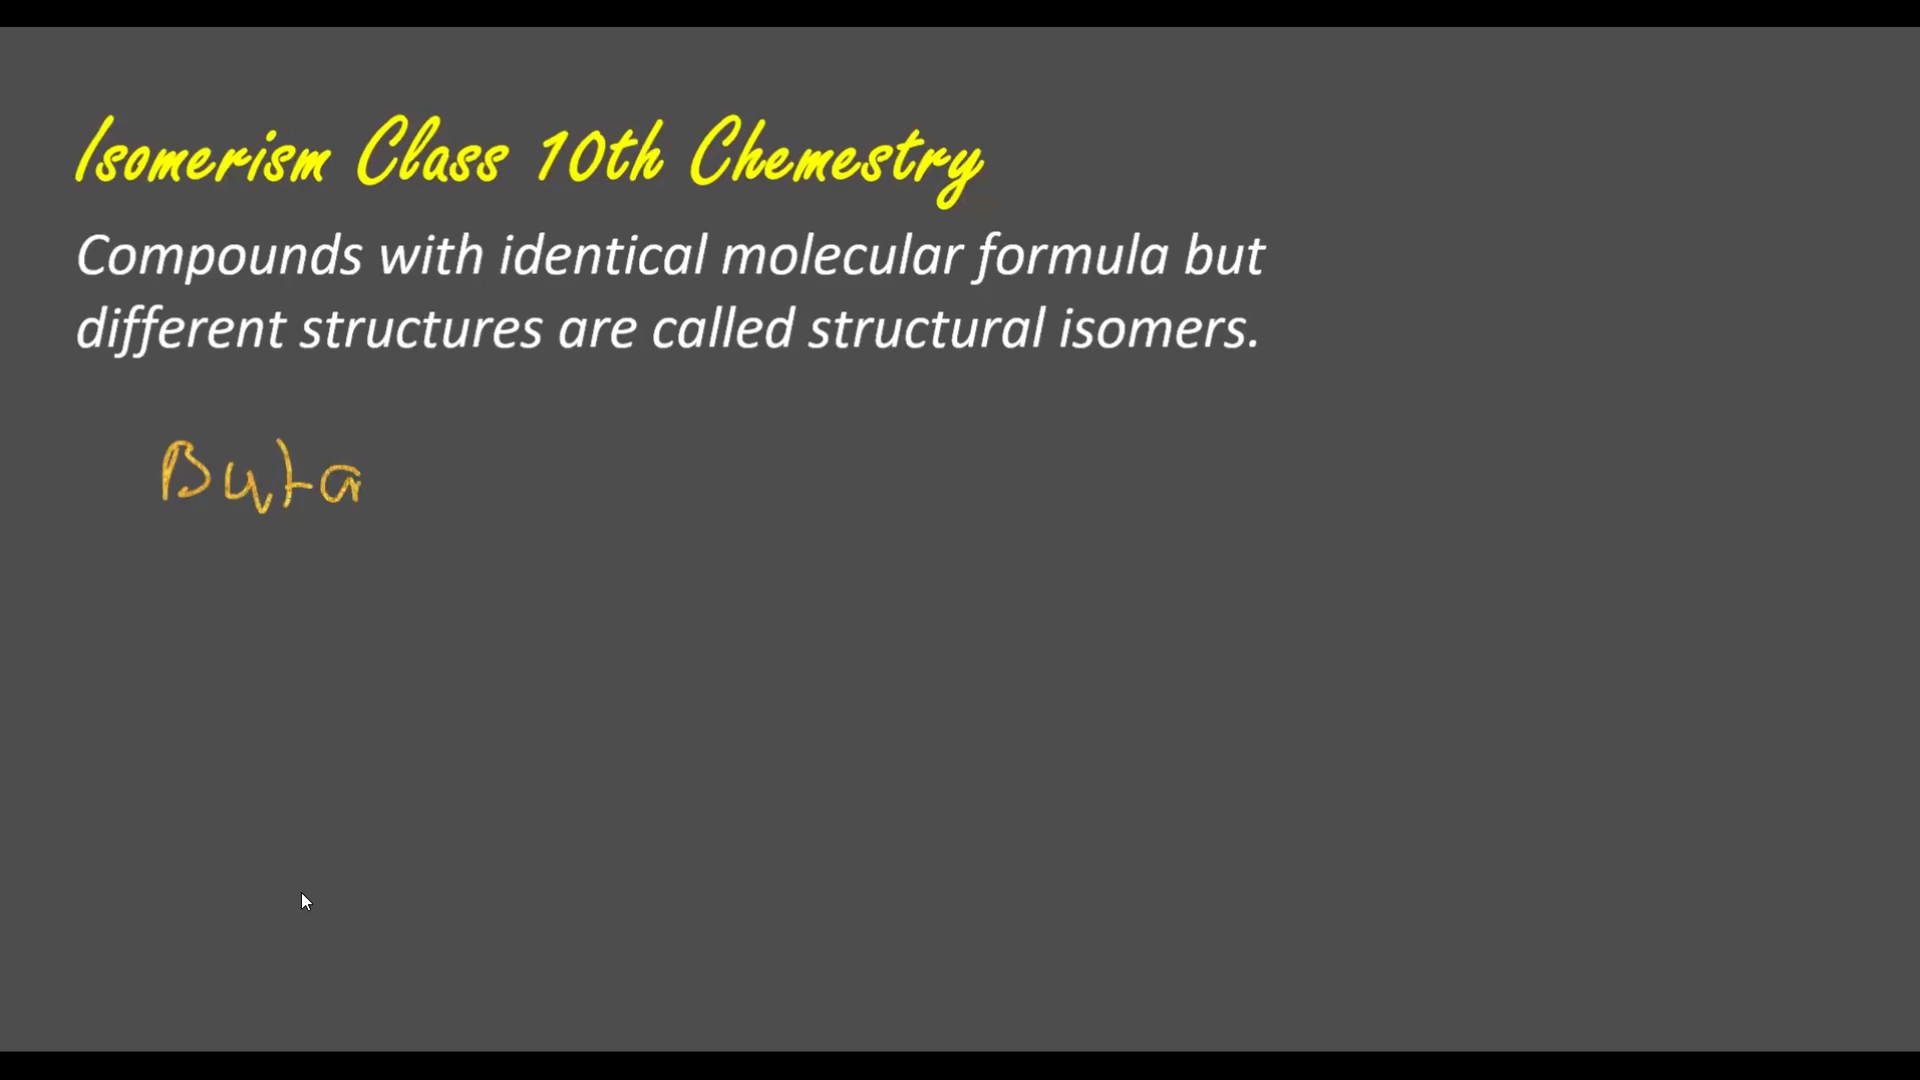 Isomerism Class 10th Chemestry
Compounds with identical molecular formula but
different structures are called structural isomers.
Buta